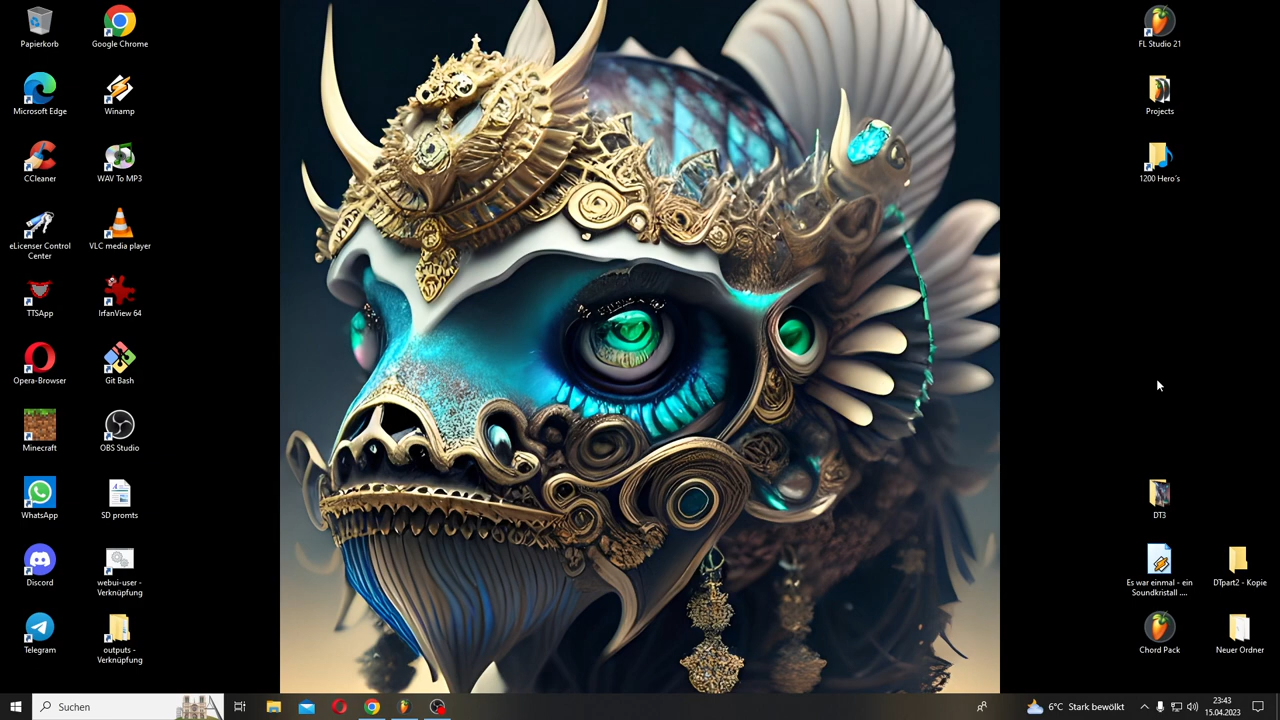 Papierkorb
Google Chrome
Microsoft Edge
Winamp
CCleaner
WAV To MP3
eLicenser Control
Center
VLC media player
TTSApp
IrfanView 64
Opera-Browser
Git Bash
Minecraft
OBS Studio
WhatsApp
SD promts
Discord
webui-user -
Verknüpfung
Telegram
outputs -
Verknüpfung
FL Studio 21
Projects
1200 Hero´s
DT3
Es war einmal - ein
Soundkristall ....
DTpart2 - Kopie
Chord Pack
Neuer Ordner
Suchen
6°C Stark bewölkt
23:43
15.04.2023